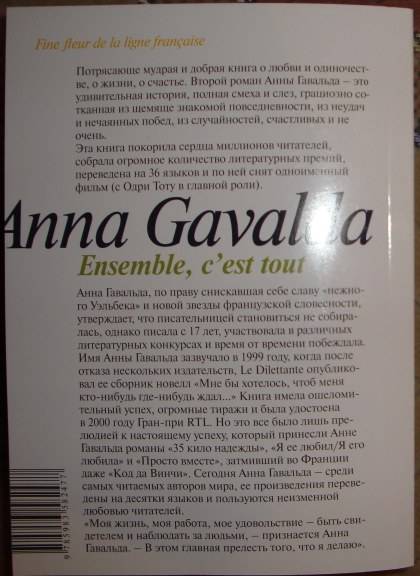 Fine fleur de la ligne française
Потрясающе мудрая и добрая книга о любви и одиночест-
ве, о жизни, о счастье. Второй роман Анны Гавальда – это
удивительная история, полная смеха и слез, грациозно со-
тканная из щемяще знакомой повседневности, из неудач
и нечаянных побед, из случайностей, счастливых и не
очень.
Эта книга покорила сердца миллионов читателей,
собрала огромное количество литературных премий,
переведена на 36 языков и по ней снят одноименный
фильм (с Одри Тоту в главной роли).
Anna Gavalda
Ensemble, c'est tout
Анна Гавальда, по праву снискавшая себе славу «нежно-
го Уэльбека» и новой звезды французской словесности,
утверждает, что писательницей становиться не собира-
лась, однако писала с 17 лет, участвовала в различных
литературных конкурсах и время от времени побеждала.
Имя Анны Гавальда зазвучало в 1999 году, когда после
отказа нескольких издательств, Le Dilettante опублико-
вал ее сборник новелл «Мне бы хотелось, чтоб меня
кто-нибудь где-нибудь ждал...» Книга имела ошеломи-
тельный успех, огромные тиражи и была удостоена
в 2000 году Гран-при RTL. Но это все было лишь пре-
людией к настоящему успеху, который принесли Анне
Гавальда романы «35 кило надежды», «Я ее любил/Я его
любила» и «Просто вместе», затмивший во Франции
даже «Код да Винчи». Сегодня Анна Гавальда – среди
самых читаемых авторов мира, ее произведения переве-
дены на десятки языков и пользуются неизменной
любовью читателей.
«Моя жизнь, моя работа, мое удовольствие – быть сви-
детелем и наблюдать за людьми, – признается Анна
Гавальда. – В этом главная прелесть того, что я делаю».
9 785983 582477